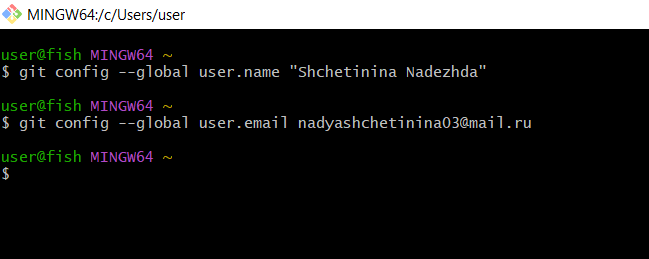 MINGW64:/c/Users/user
user@fish MINGW64 ~
$ git config --global user.name "Shchetinina Nadezhda"
user@fish MINGW64 ~
$ git config --global user.email nadyashchetinina03@mail.ru
user@fish MINGW64 ~
$